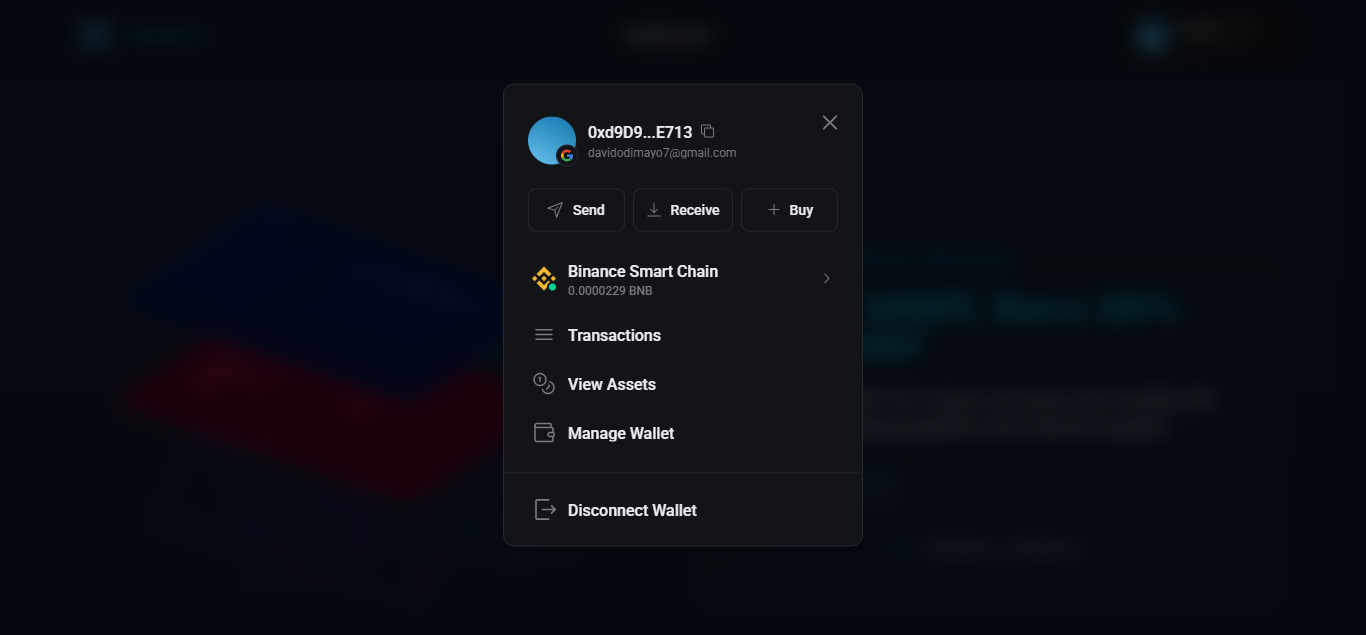 0xd9D9...E713
davidodimayo7@gmail.com
Send
Receive
Buy
Binance Smart Chain
0.0000229 BNB
Transactions
View Assets
Manage Wallet
Disconnect Wallet